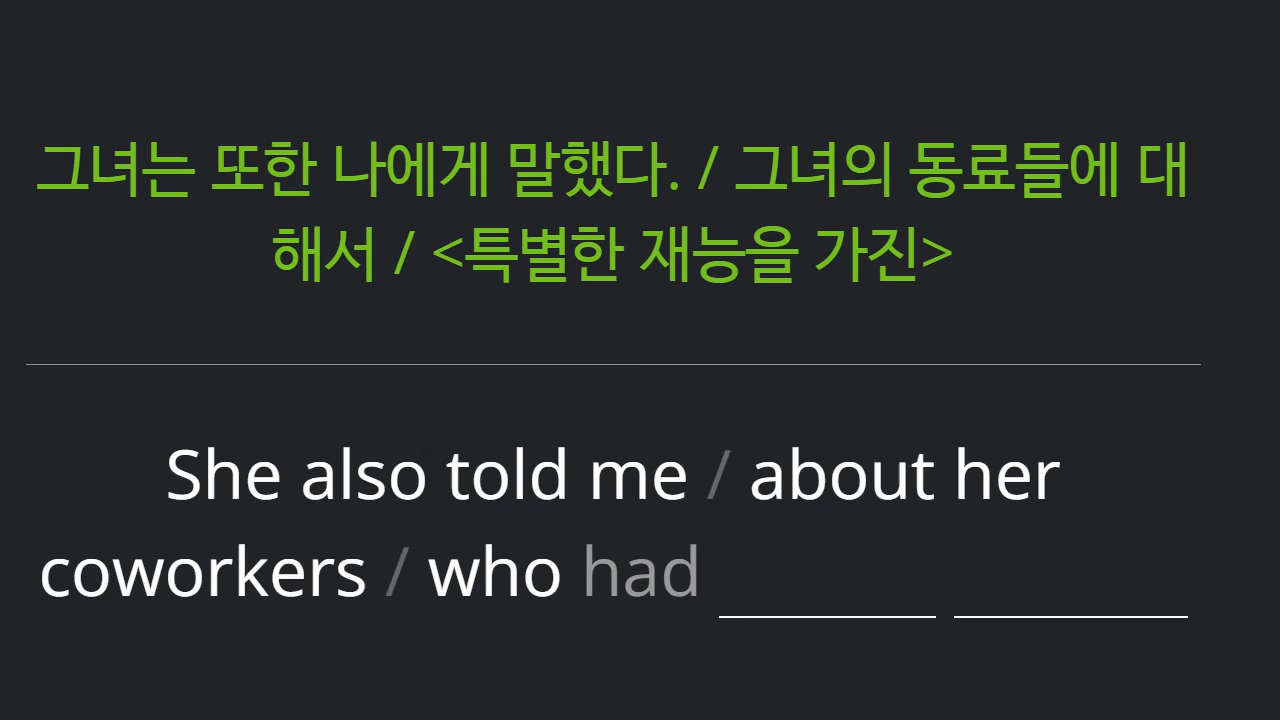 그녀는 또한 나에게 말했다. / 그녀의 동료들에 대
해서 / <특별한 재능을 가진>
She also told me / about her
coworkers / who had